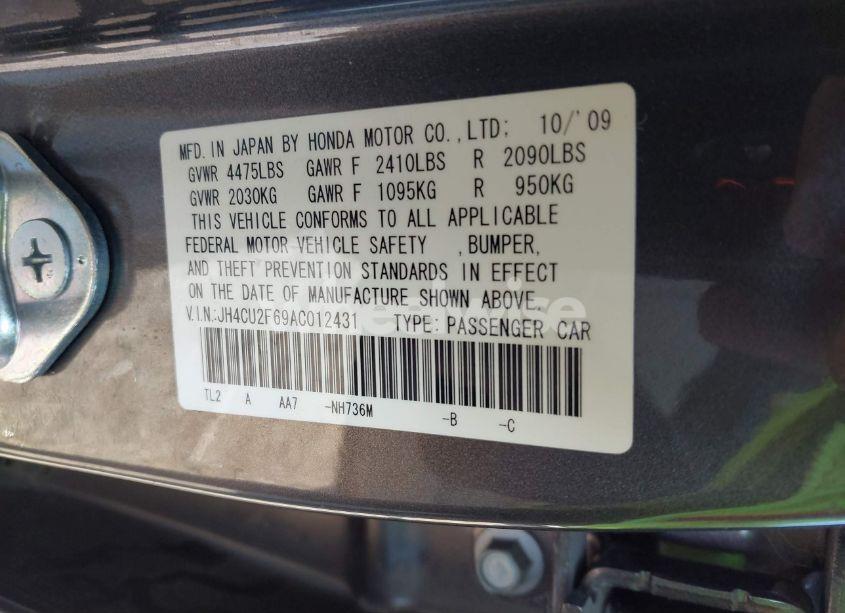 MFD. IN JAPAN BY HONDA MOTOR CO.,LTD; 10/'09
GVWR 4475LBS GAWR F 2410LBS R 2090LBS
GVWR 2030KG GAWR F 1095KG R 950KG
THIS VEHICLE CONFORMS TO ALL APPLICABLE
FEDERAL MOTOR VEHICLE SAFETY ,BUMPER,
AND THEFT PREVENTION STANDARDS IN EFFECT
ON THE DATE OF MANUFACTURE SHOWN ABOVE.
V.I.N.:JH4CU2F69AC012431 TYPE:PASSENGER CAR
TL2 A AA7 -NH736M -B -C